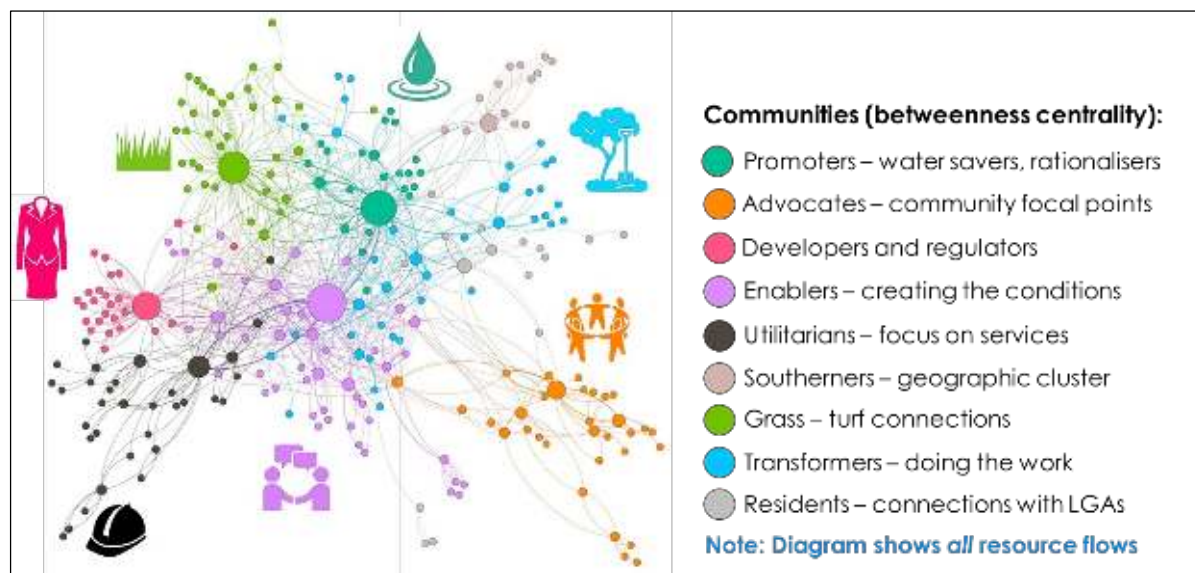 Communities (betweenness centrality):
Promoters – water savers, rationalisers
Advocates – community focal points
Developers and regulators
Enablers – creating the conditions
Utilitarians – focus on services
Southerners – geographic cluster
Grass – turf connections
Transformers – doing the work
Residents – connections with LGAs
Note: Diagram shows all resource flows